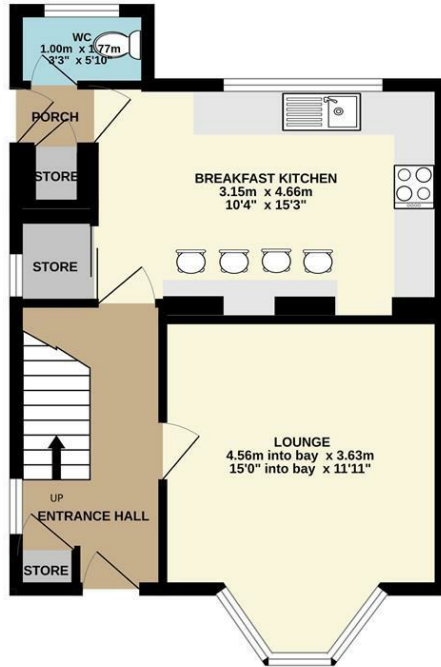 WC
1.00m x 1.77m
3'3" x 5'10"
PORCH
STORE
BREAKFAST KITCHEN
3.15m x 4.66m
10'4" x 15'3"
STORE
LOUNGE
4.56m into bay x 3.63m
15'0" into bay x 11'11"
UP
ENTRANCE HALL
STORE